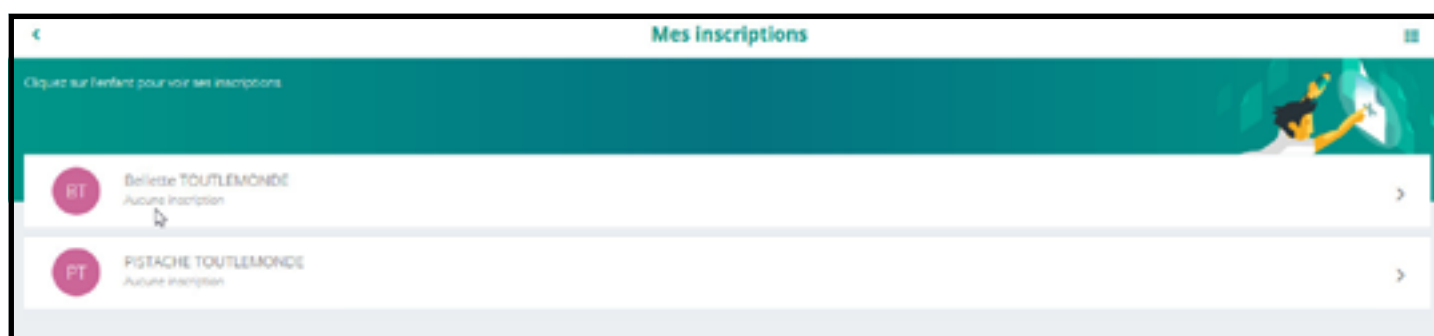 Mes inscriptions
Cliquez sur l'enfant pour voir ses inscriptions
BT
Bellette TOUTLEMONDE
Aucune inscription
PT
PISTACHE TOUTLEMONDE
Aucune inscription